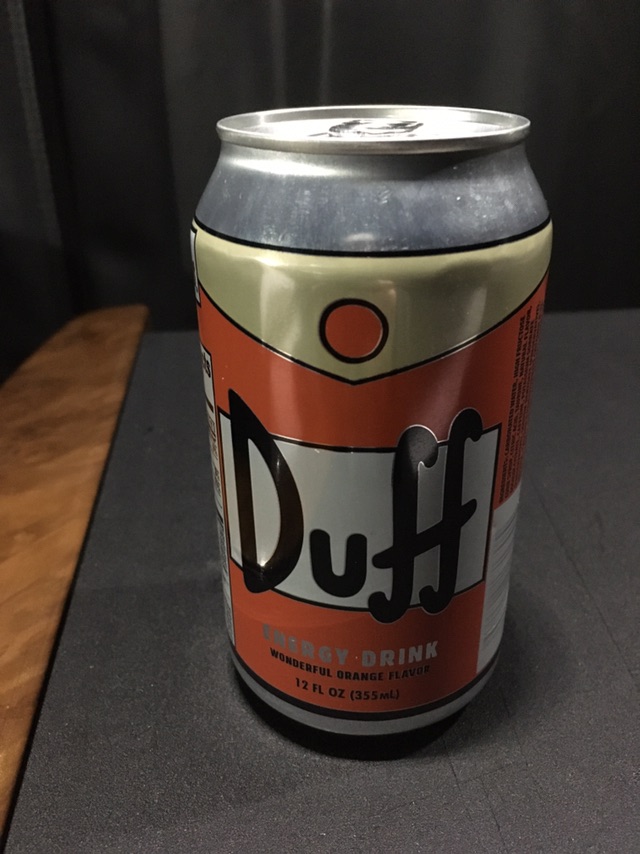 Duff
ENERGY DRINK
WONDERFUL ORANGE FLAVOR
12 FL OZ (355mL)